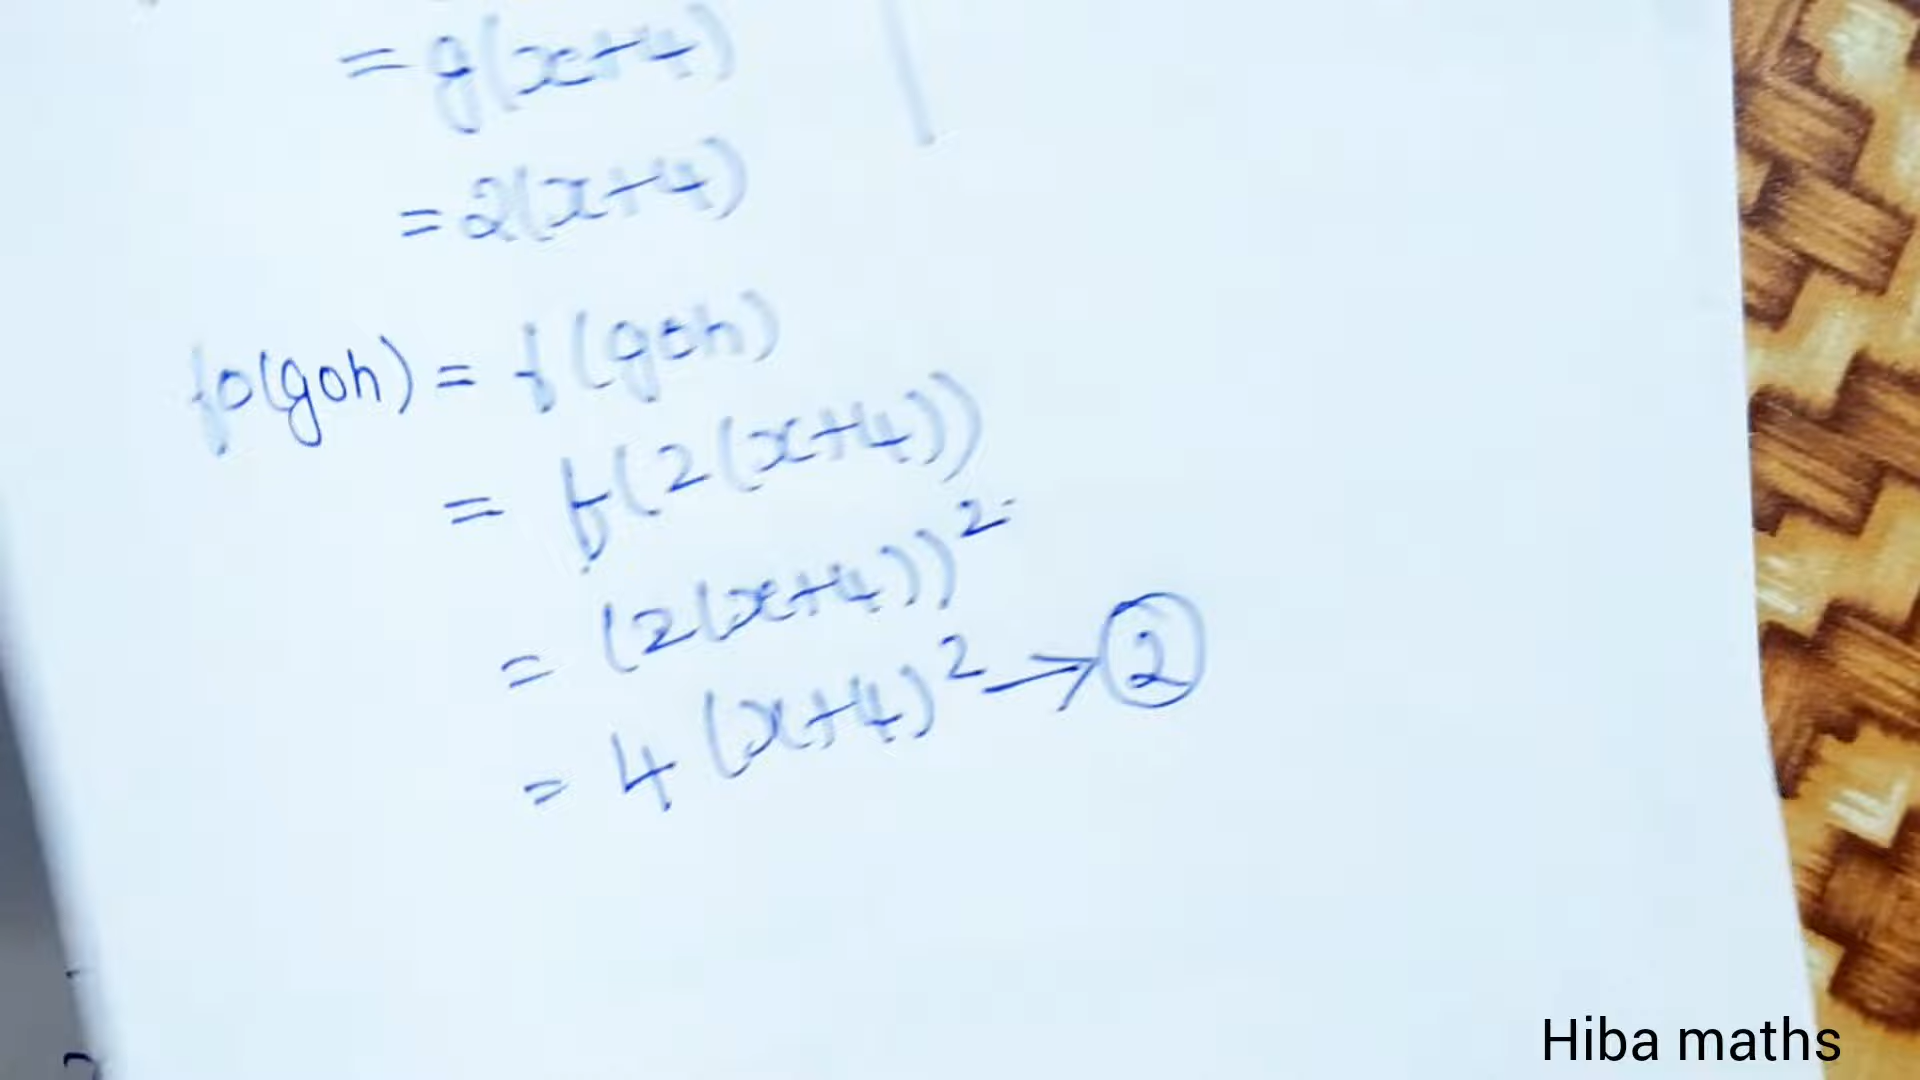 = g(x+4)
= 2(x+4)
fo(goh) = f(goh)
= f(2(x+4))
= (2(x+4))²
= 4(x+4)² → ②
Hiba maths